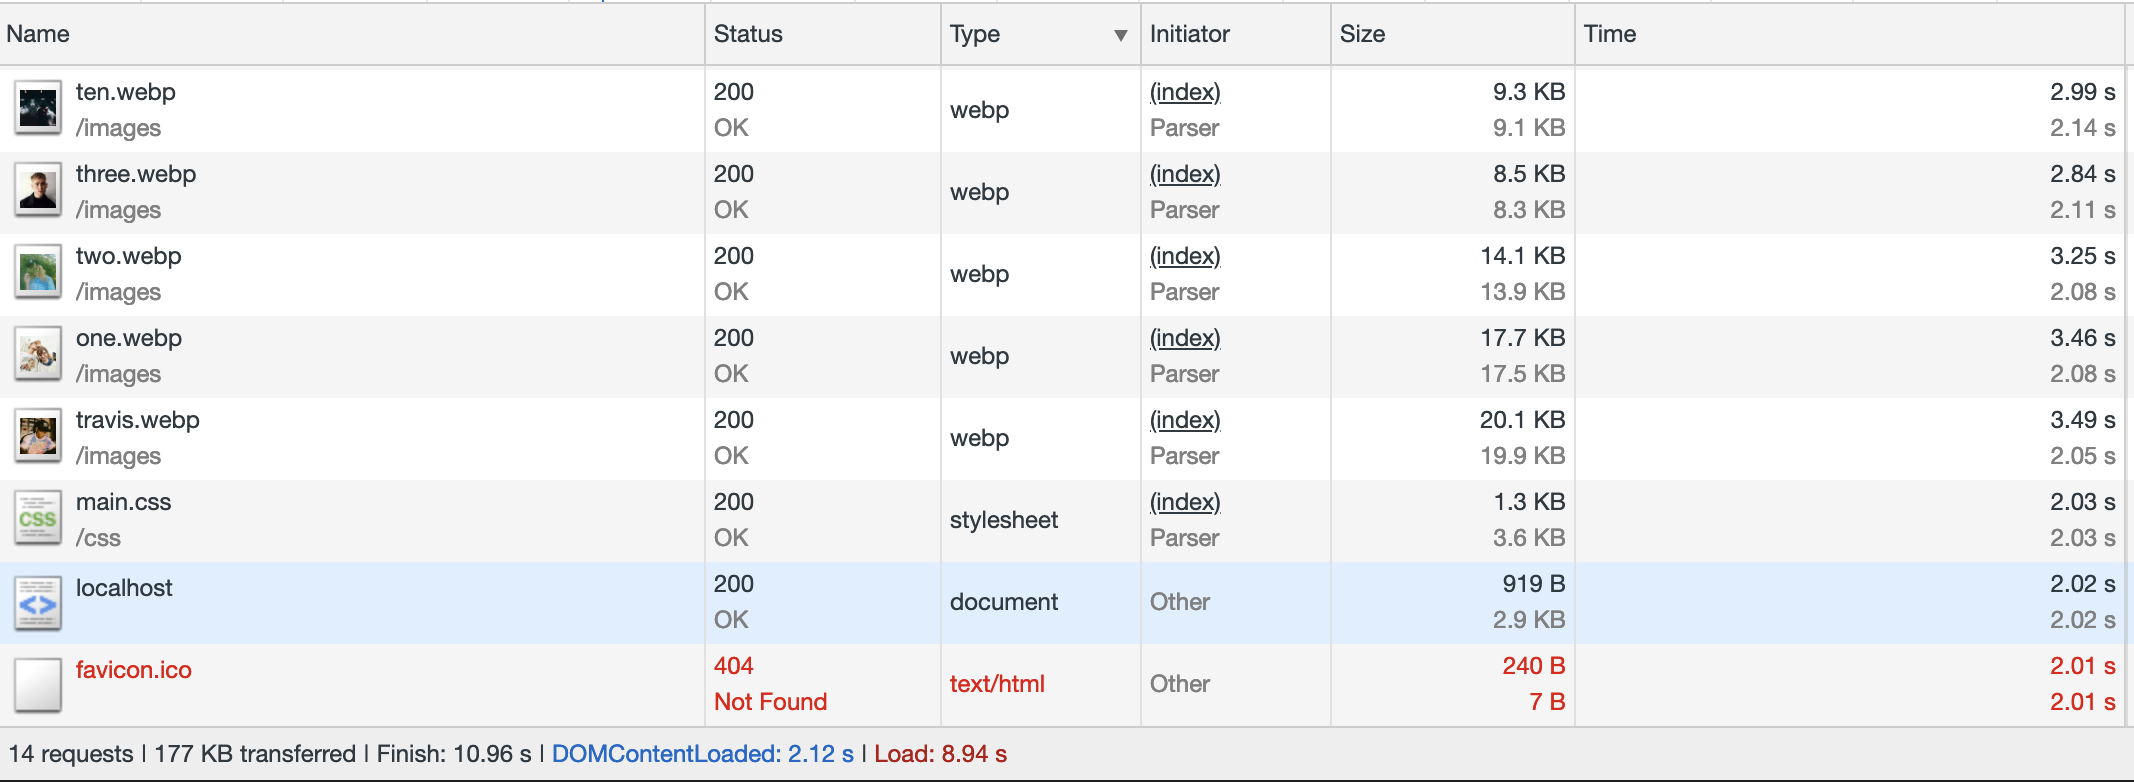 Name Status Type ▼ Initiator Size Time
ten.webp 200 webp (index) 9.3 KB 2.99 s
/images OK Parser 9.1 KB 2.14 s
three.webp 200 webp (index) 8.5 KB 2.84 s
/images OK Parser 8.3 KB 2.11 s
two.webp 200 webp (index) 14.1 KB 3.25 s
/images OK Parser 13.9 KB 2.08 s
one.webp 200 webp (index) 17.7 KB 3.46 s
/images OK Parser 17.5 KB 2.08 s
travis.webp 200 webp (index) 20.1 KB 3.49 s
/images OK Parser 19.9 KB 2.05 s
CSS main.css 200 stylesheet (index) 1.3 KB 2.03 s
/css OK Parser 3.6 KB 2.03 s
localhost 200 document Other 919 B 2.02 s
OK 2.9 KB 2.02 s
favicon.ico 404 text/html Other 240 B 2.01 s
Not Found 7 B 2.01 s
14 requests | 177 KB transferred | Finish: 10.96 s | DOMContentLoaded: 2.12 s | Load: 8.94 s